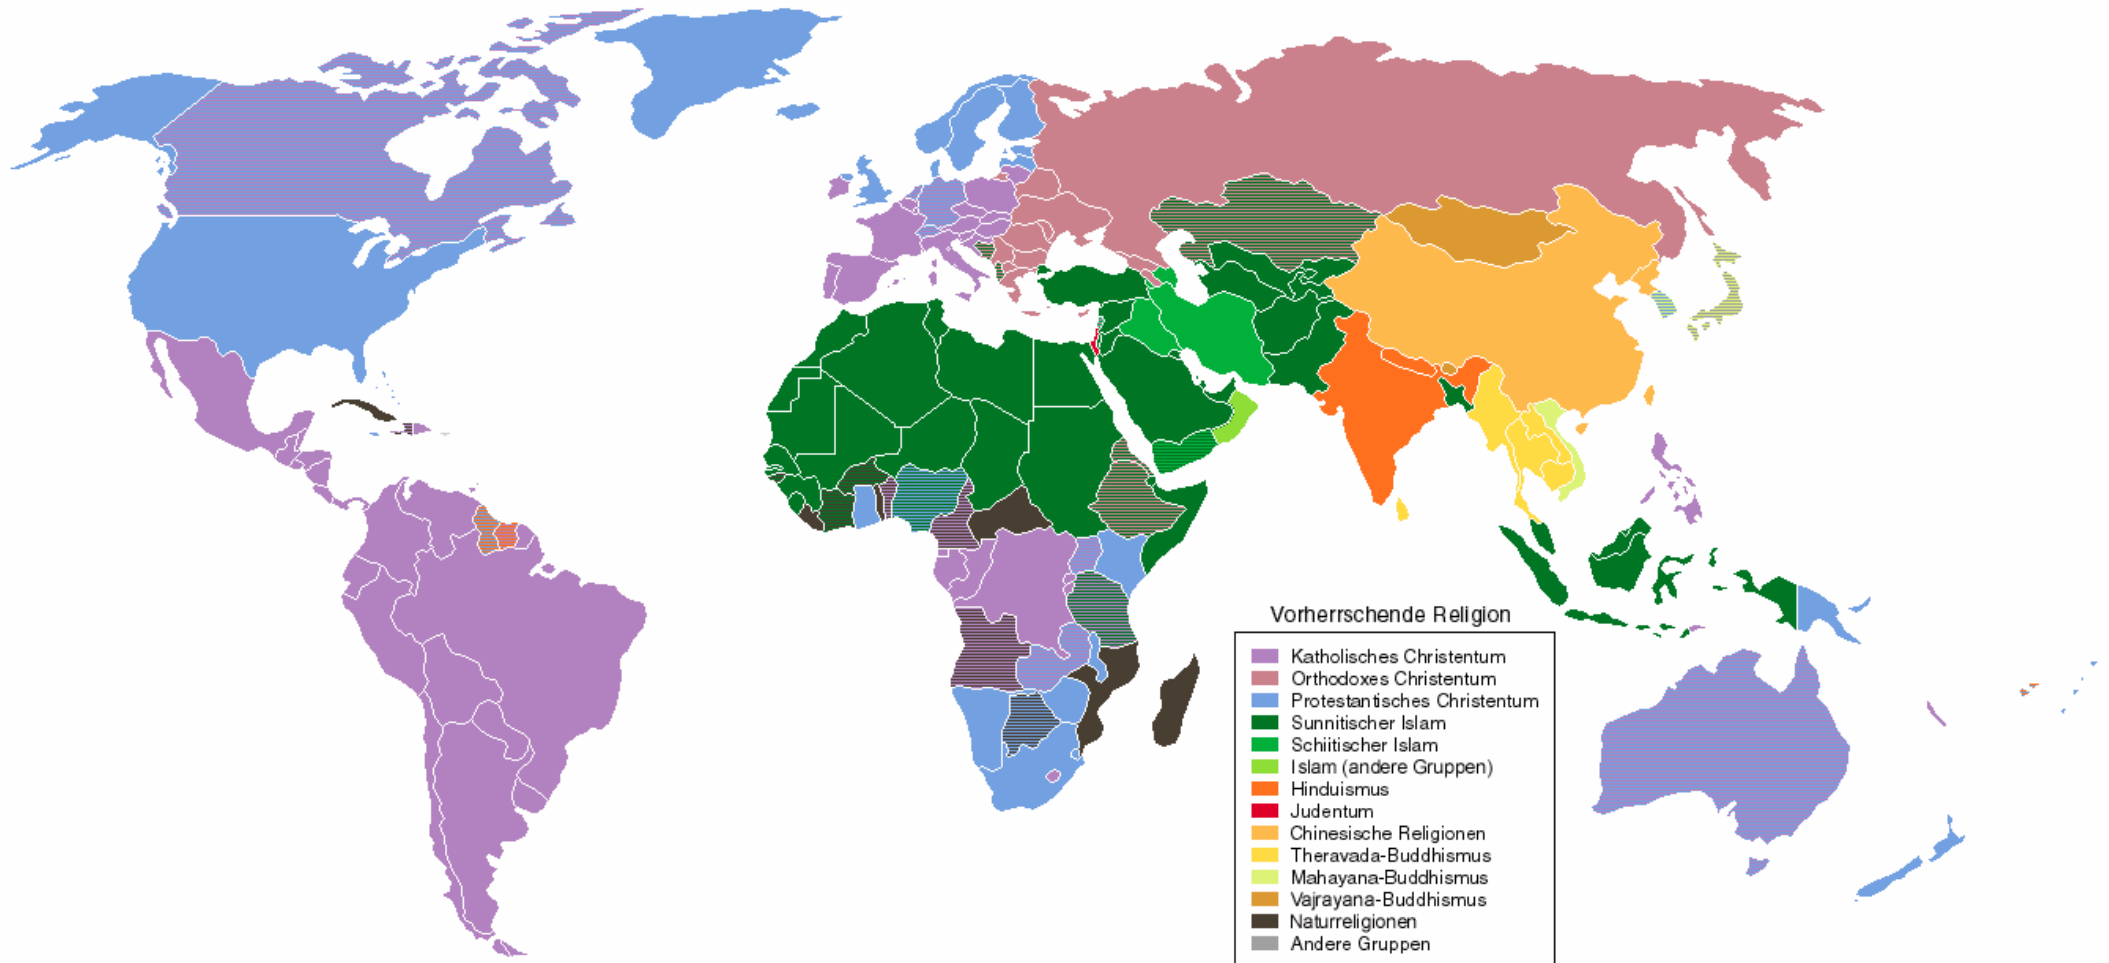 Vorherrschende Religion
Katholisches Christentum
Orthodoxes Christentum
Protestantisches Christentum
Sunnitischer Islam
Schiitischer Islam
Islam (andere Gruppen)
Hinduismus
Judentum
Chinesische Religionen
Theravada-Buddhismus
Mahayana-Buddhismus
Vajrayana-Buddhismus
Naturreligionen
Andere Gruppen